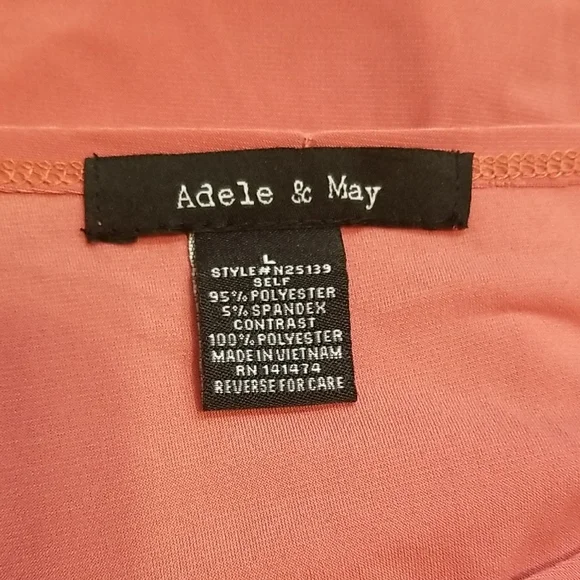 Adele & May
L
STYLE#N25139
SELF
95% POLYESTER
5% SPANDEX
CONTRAST
100% POLYESTER
MADE IN VIETNAM
RN 141474
REVERSE FOR CARE